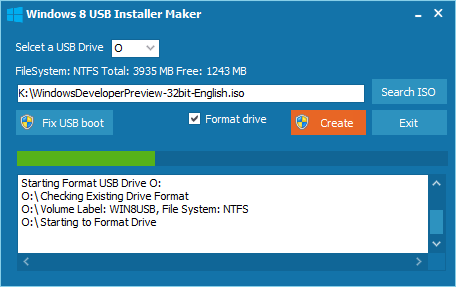 Windows 8 USB Installer Maker
Selcet a USB Drive O
FileSystem: NTFS Total: 3935 MB Free: 1243 MB
K:\WindowsDeveloperPreview-32bit-English.iso Search ISO
Fix USB boot Format drive Create Exit
Starting Format USB Drive O:
O:\ Checking Existing Drive Format
O:\ Volume Label: WIN8USB, File System: NTFS
O:\ Starting to Format Drive